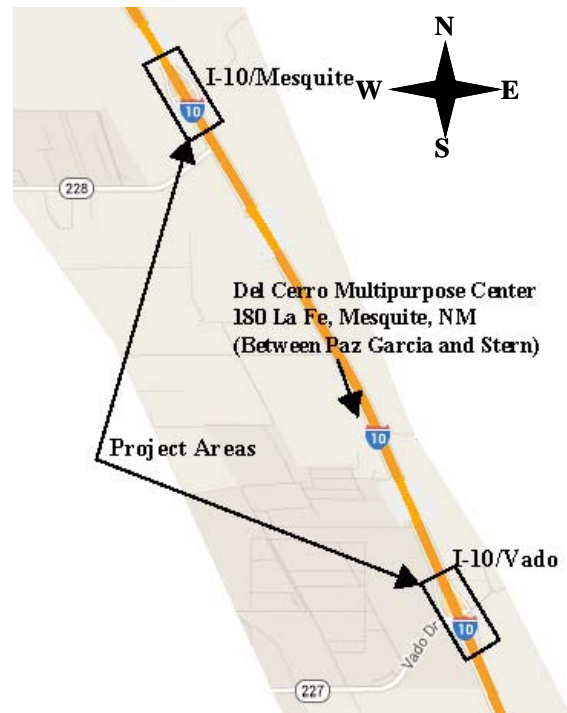 N
I-10/Mesquite
W
E
10
S
228
Del Cerro Multipurpose Center
180 La Fe, Mesquite, NM
(Between Paz Garcia and Stern)
10
Project Areas
I-10/Vado
10
Vado Dr
227